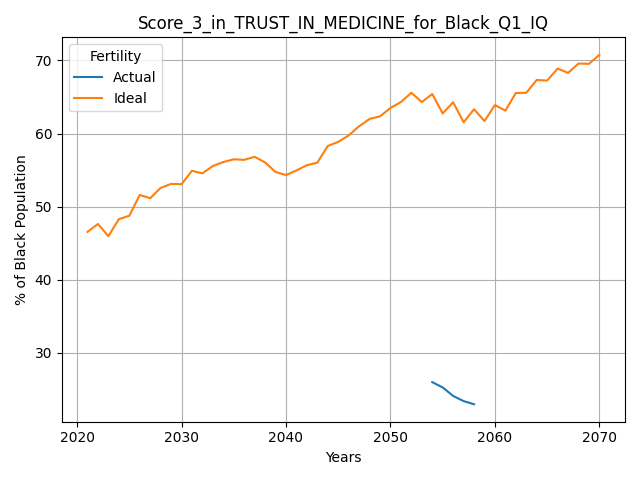 Score_3_in_TRUST_IN_MEDICINE_for_Black_Q1_IQ
Fertility
Actual
Ideal
% of Black Population
70
60
50
40
30
2020 2030 2040 2050 2060 2070
Years